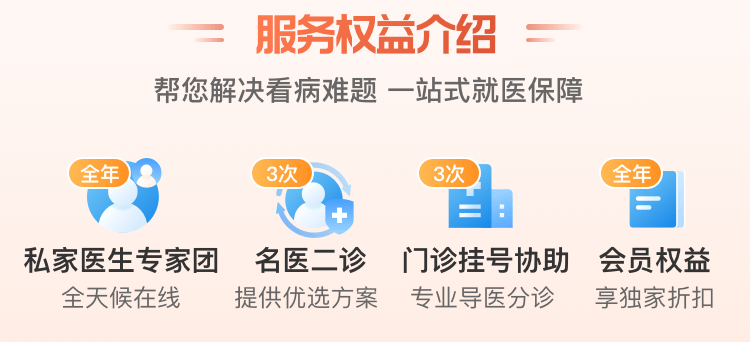 服务权益介绍
帮您解决看病难题 一站式就医保障
全年 3次 3次 全年
私家医生专家团 名医二诊 门诊挂号协助 会员权益
全天候在线 提供优选方案 专业导医分诊 享独家折扣